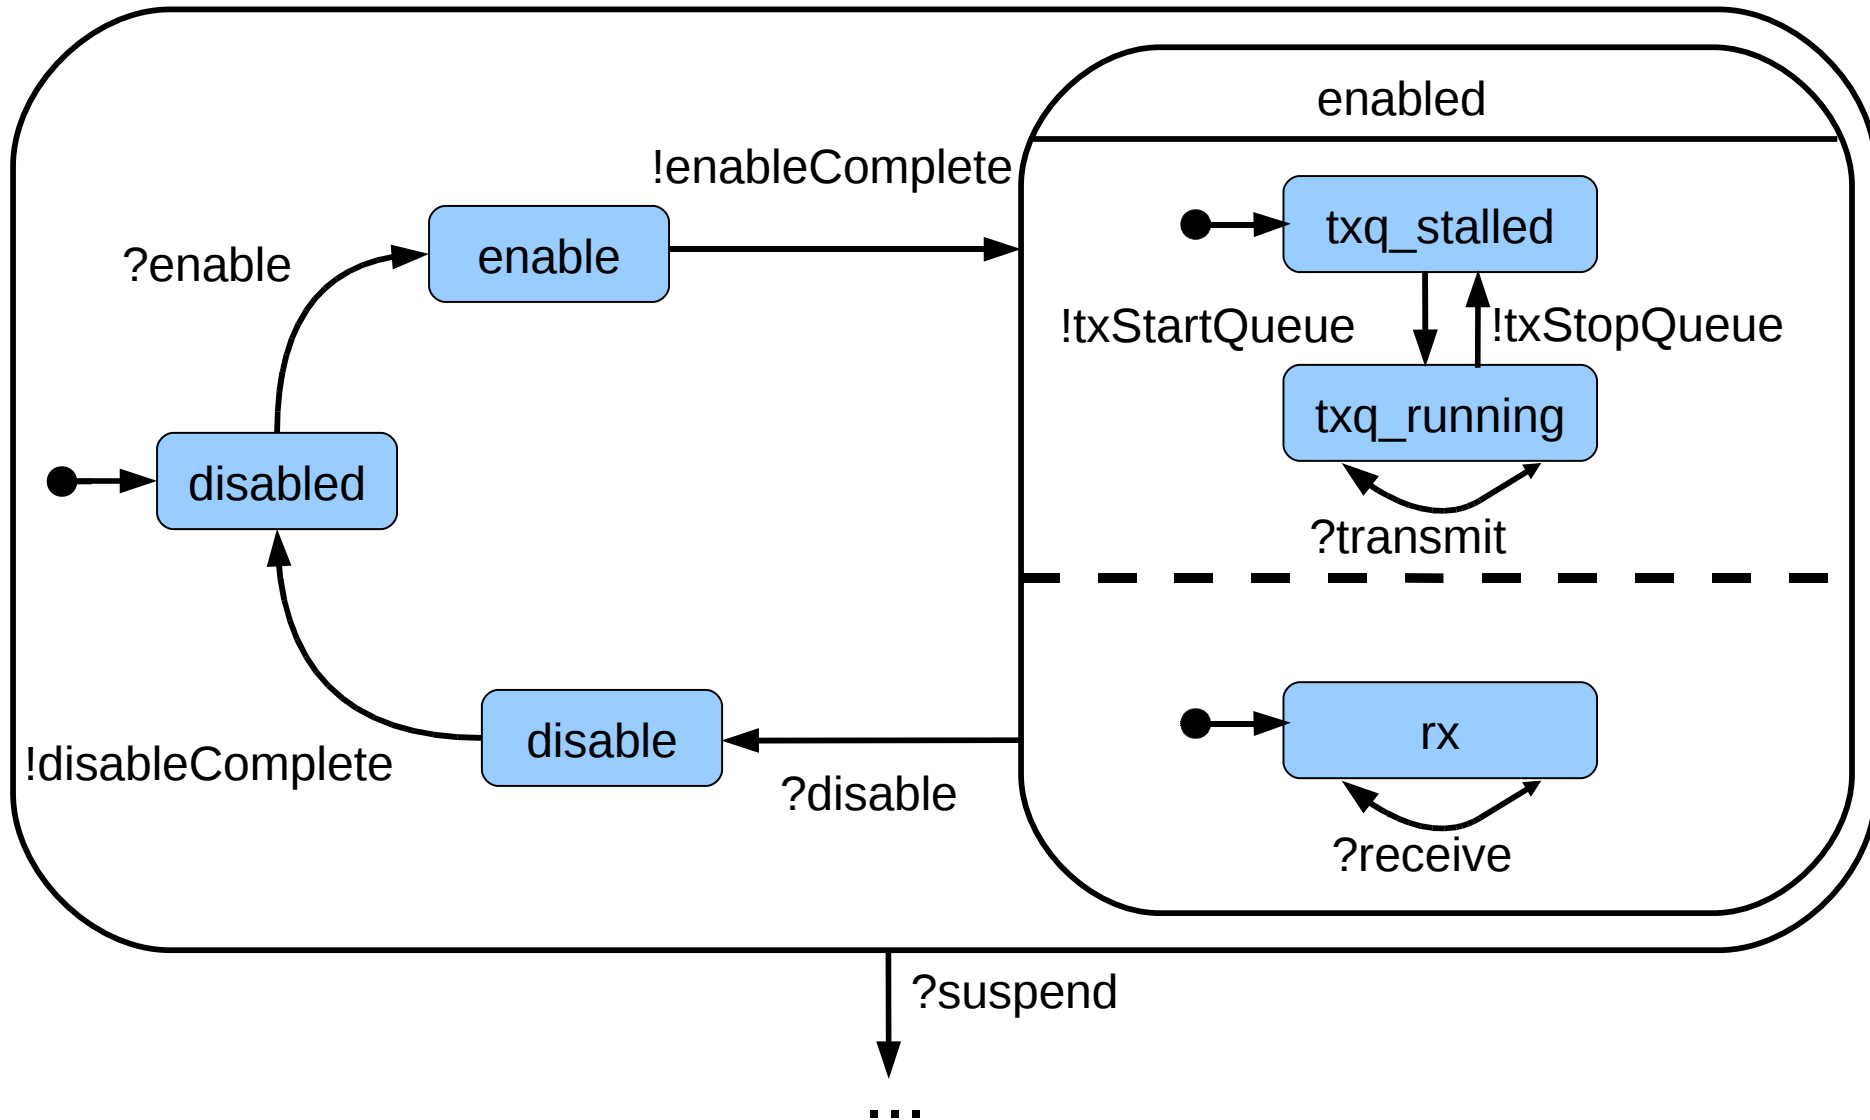 enabled
!enableComplete
txq_stalled
?enable
enable
!txStartQueue
!txStopQueue
txq_running
disabled
?transmit
disable
rx
!disableComplete
?disable
?receive
?suspend
...